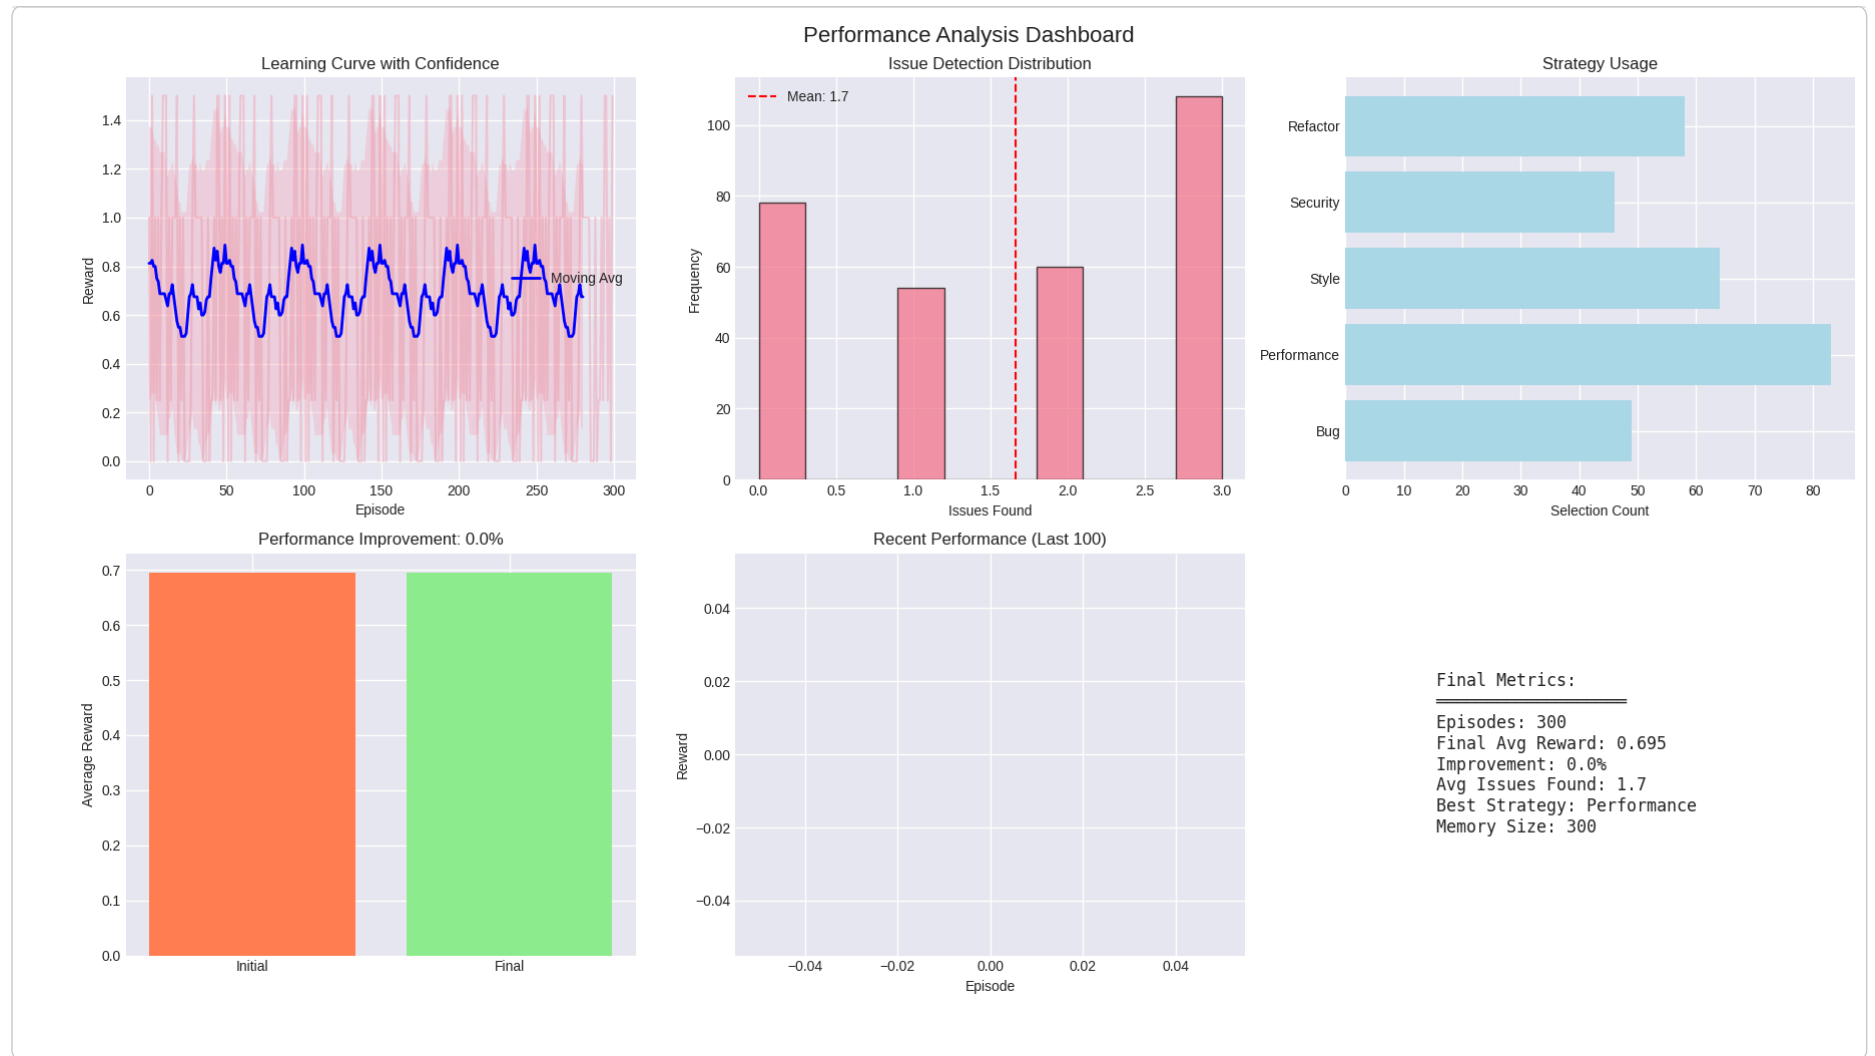 Performance Analysis Dashboard
Learning Curve with Confidence
1.4
1.2
1.0
0.8
0.6
0.4
0.2
0.0
Reward
Moving Avg
0 50 100 150 200 250 300
Episode
Issue Detection Distribution
Mean: 1.7
100
80
60
40
20
0
Frequency
0.0 0.5 1.0 1.5 2.0 2.5 3.0
Issues Found
Strategy Usage
Refactor
Security
Style
Performance
Bug
0 10 20 30 40 50 60 70 80
Selection Count
Performance Improvement: 0.0%
0.7
0.6
0.5
0.4
0.3
0.2
0.1
0.0
Average Reward
Initial Final
Recent Performance (Last 100)
0.04
0.02
0.00
−0.02
−0.04
Reward
−0.04 −0.02 0.00 0.02 0.04
Episode
Final Metrics:
═══════════════════
Episodes: 300
Final Avg Reward: 0.695
Improvement: 0.0%
Avg Issues Found: 1.7
Best Strategy: Performance
Memory Size: 300